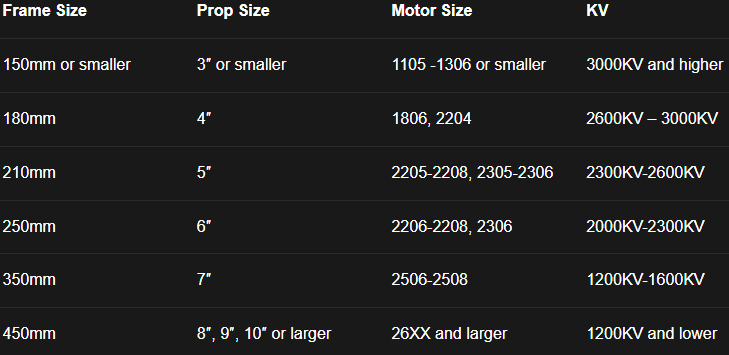 Frame Size Prop Size Motor Size KV
150mm or smaller 3″ or smaller 1105 -1306 or smaller 3000KV and higher
180mm 4″ 1806, 2204 2600KV – 3000KV
210mm 5″ 2205-2208, 2305-2306 2300KV-2600KV
250mm 6″ 2206-2208, 2306 2000KV-2300KV
350mm 7″ 2506-2508 1200KV-1600KV
450mm 8″, 9″, 10″ or larger 26XX and larger 1200KV and lower